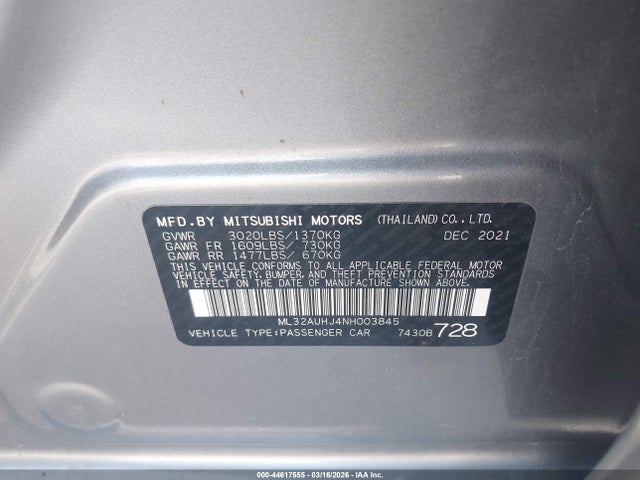 MFD.BY MITSUBISHI MOTORS (THAILAND)CO.,LTD.
GVWR 3020LBS/1370KG DEC 2021
GAWR FR 1609LBS/ 730KG
GAWR RR 1477LBS/ 670KG
THIS VEHICLE CONFORMS TO ALL APPLICABLE FEDERAL MOTOR
VEHICLE SAFETY,BUMPER, AND THEFT PREVENTION STANDARDS
IN EFFECT ON THE DATE OF MANUFACTURE SHOWN ABOVE.
ML32AUHJ4NH003845
VEHICLE TYPE:PASSENGER CAR 7430B 728
000-44617555 - 03/16/2026 - IAA Inc.